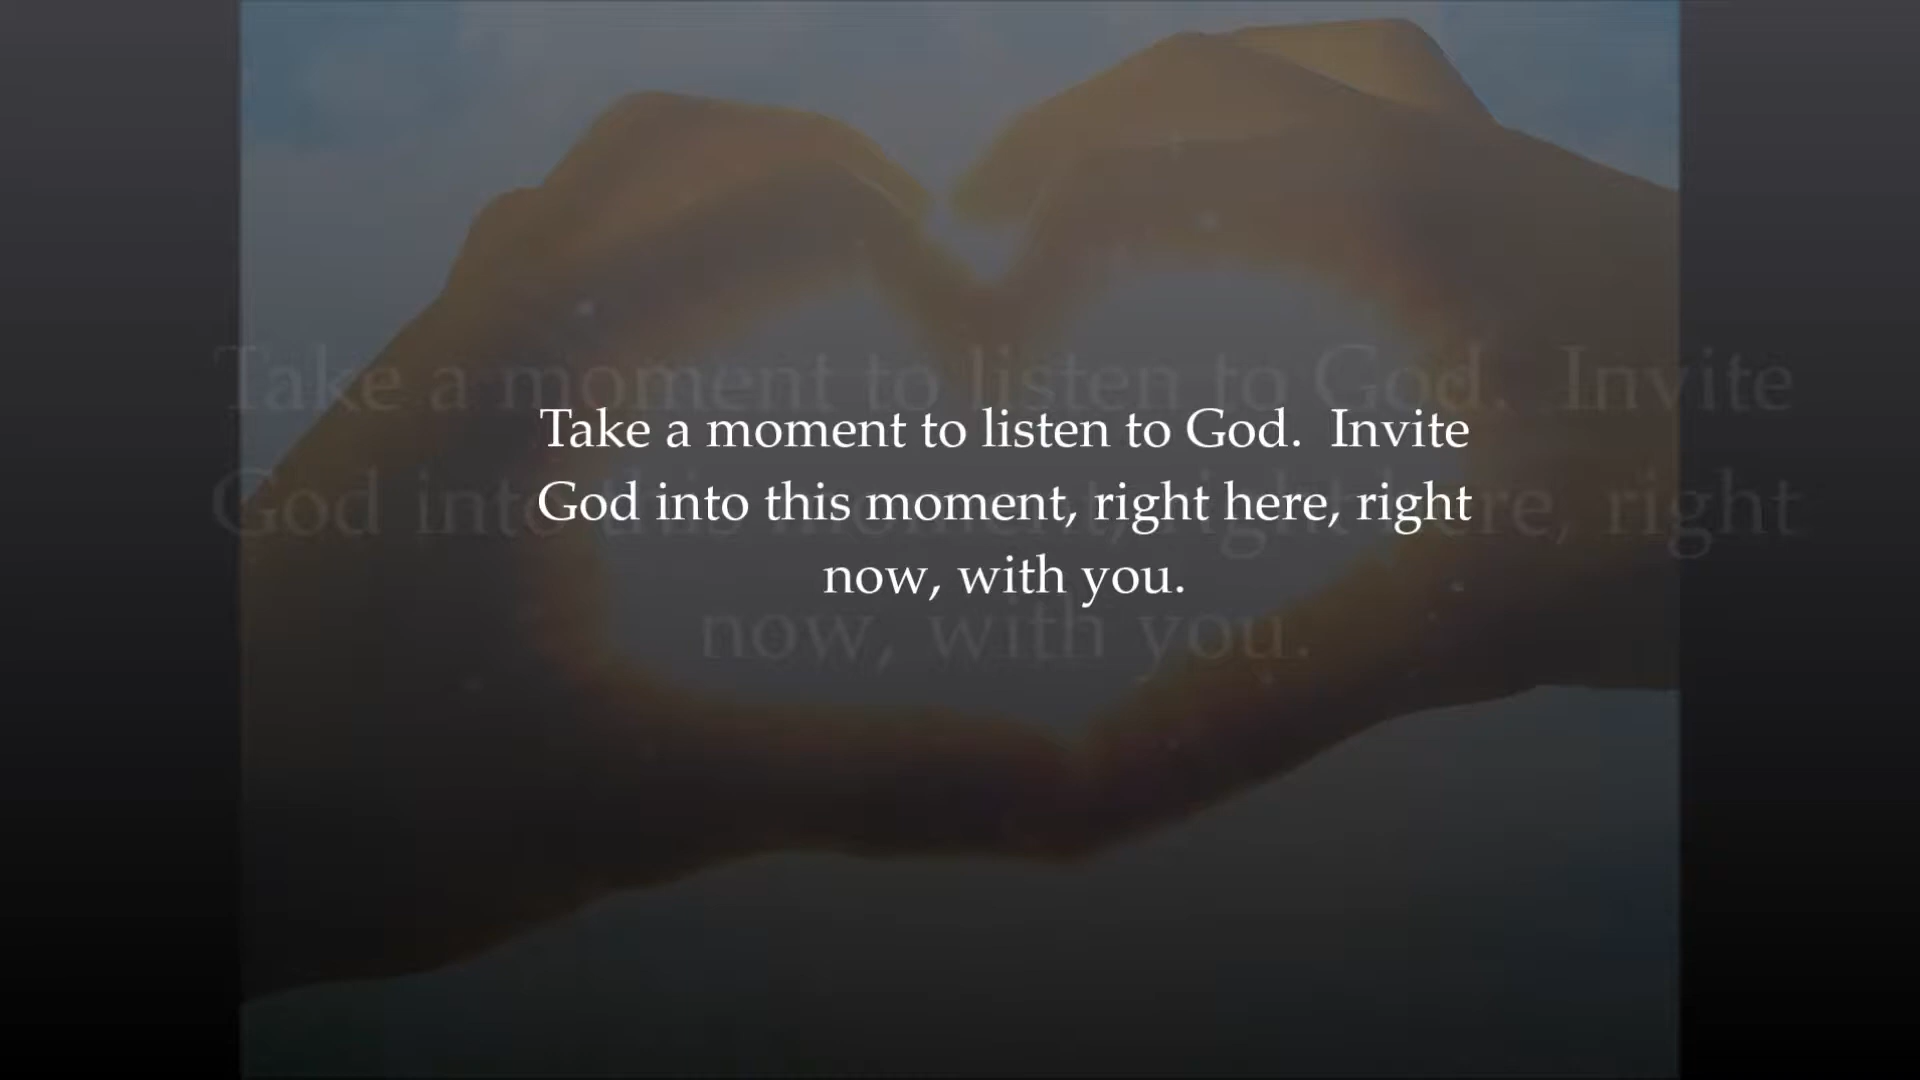 Take a moment to listen to God.  Invite
God into this moment, right here, right
now, with you.